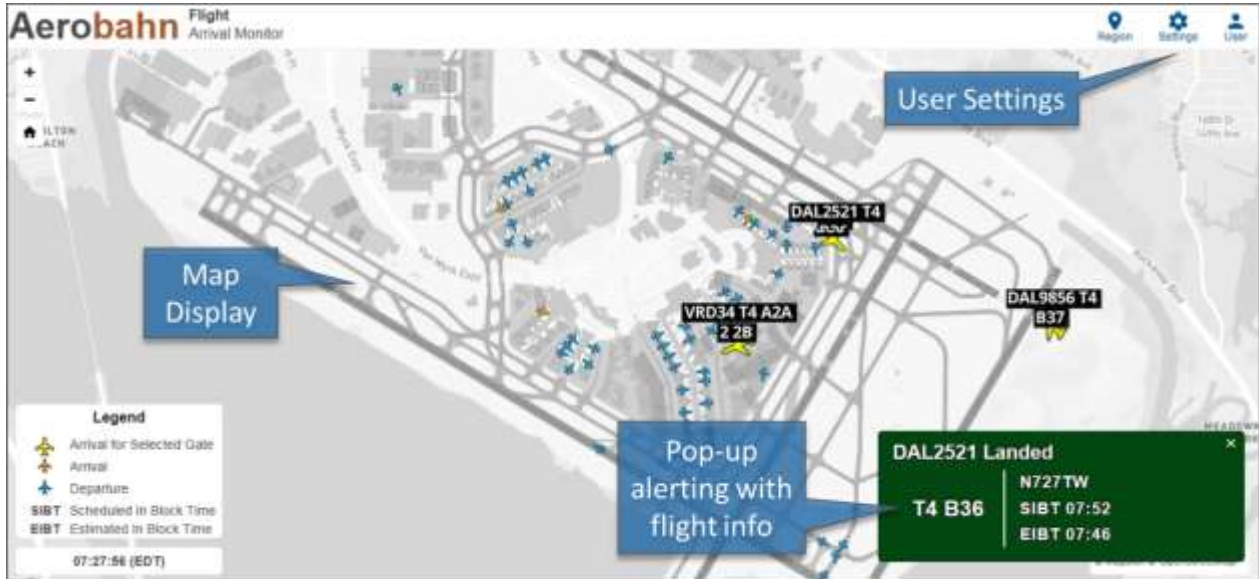 Aerobahn Flight
Arrival Monitor
Region
Settings
User
+
−
User Settings
Map
Display
DAL2521 T4
DAL9856 T4
B37
VRD34 T4 A2A
2 2B
Legend
Arrival for Selected Gate
Arrival
Departure
SIBT Scheduled In Block Time
EIBT Estimated In Block Time
07:27:56 (EDT)
Pop-up
alerting with
flight info
DAL2521 Landed
×
T4 B36
N727TW
SIBT 07:52
EIBT 07:46